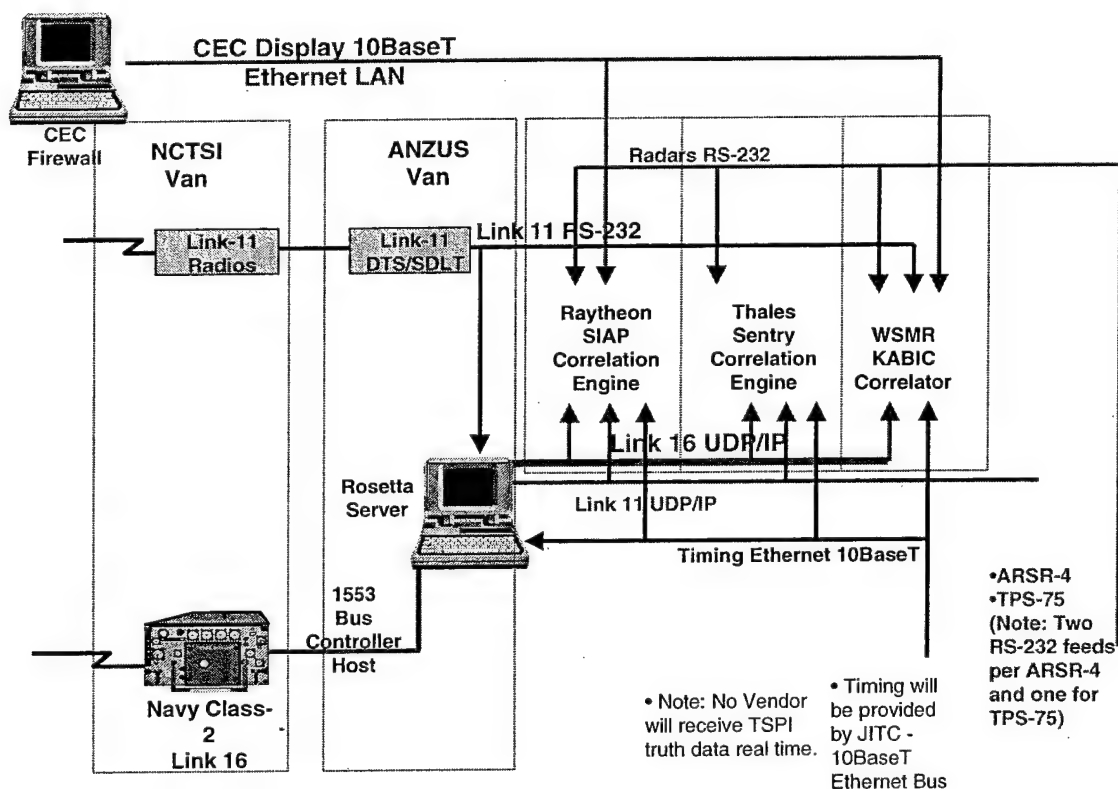 CEC Display 10BaseT
Ethernet LAN
CEC
Firewall
NCTSI
Van
ANZUS
Van
Radars RS-232
Link 11 RS-232
Link-11
Radios
Link-11
DTS/SDLT
Raytheon
SIAP
Correlation
Engine
Thales
Sentry
Correlation
Engine
WSMR
KABIC
Correlator
Link 16 UDP/IP
Rosetta
Server
Link 11 UDP/IP
Timing Ethernet 10BaseT
1553
Bus
Controller
Host
Navy Class-
2
Link 16
• Note: No Vendor
will receive TSPI
truth data real time.
• Timing will
be provided
by JITC -
10BaseT
Ethernet Bus
•ARSR-4
•TPS-75
(Note: Two
RS-232 feeds
per ARSR-4
and one for
TPS-75)